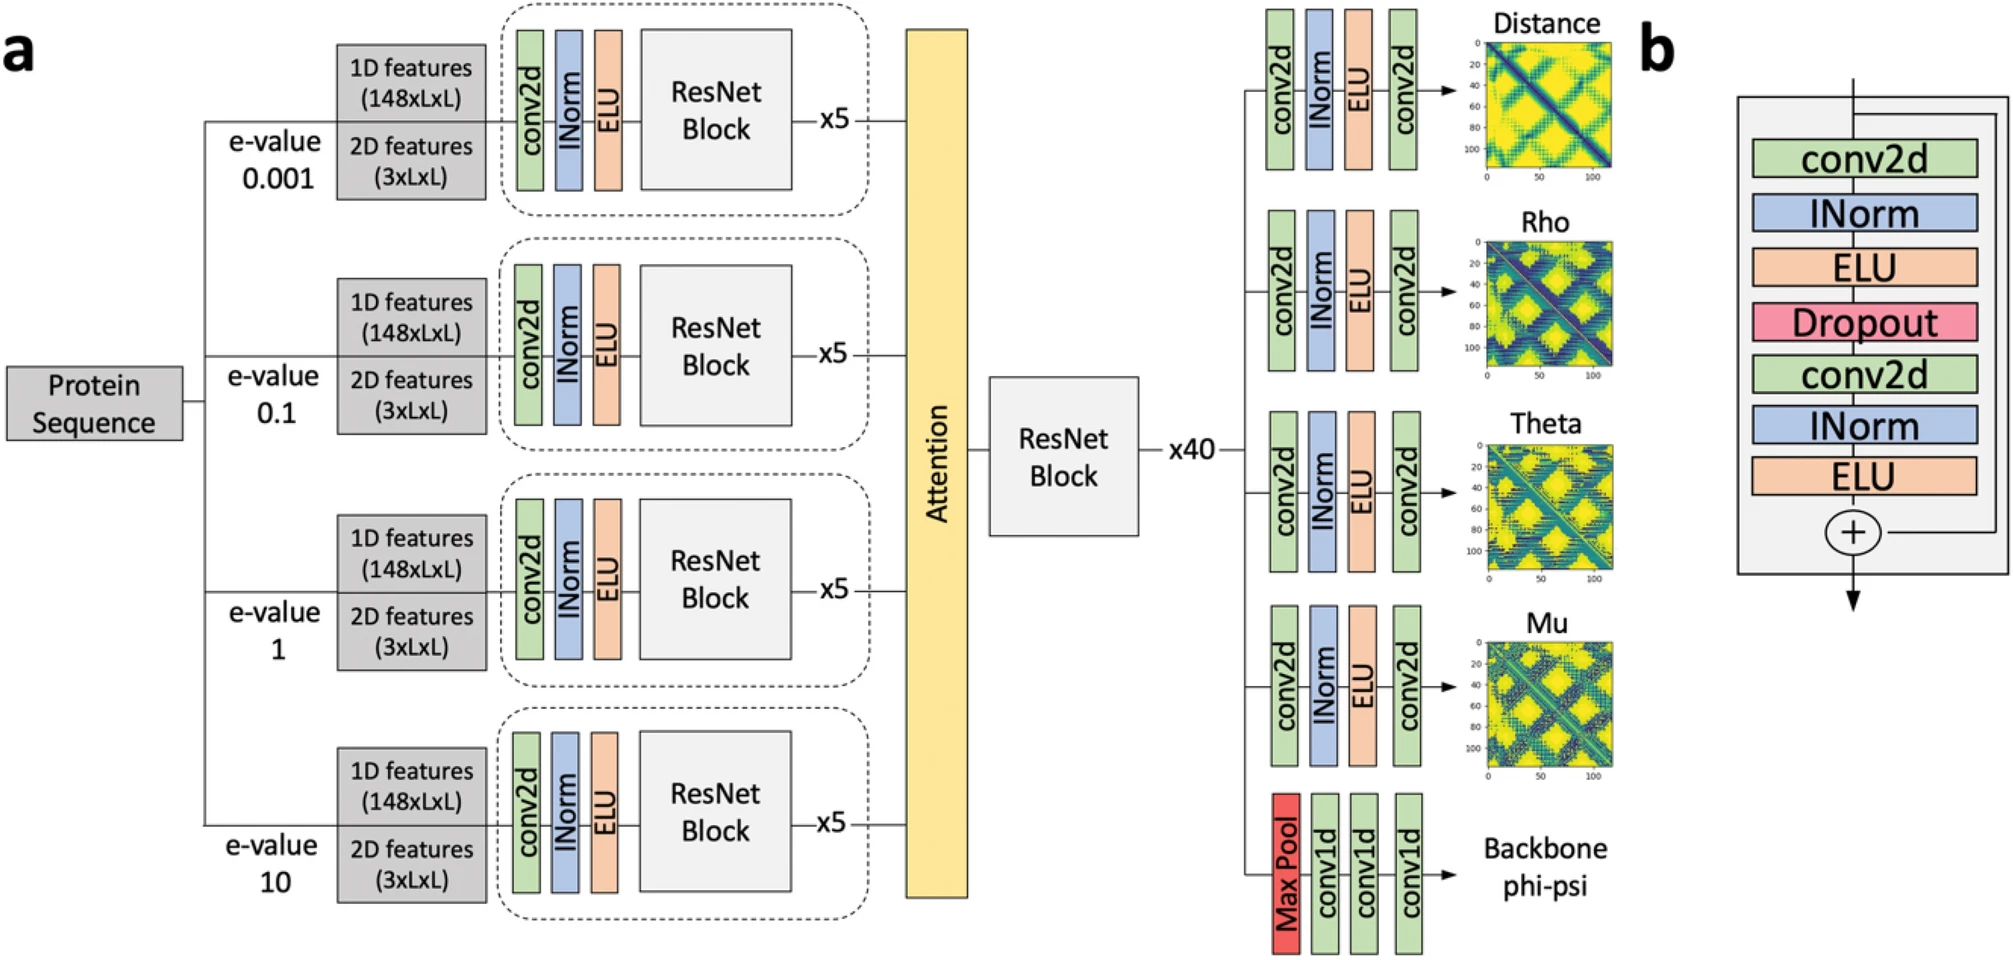 a
Protein
Sequence
e-value
0.001
1D features
(148xLxL)
2D features
(3xLxL)
conv2d
INorm
ELU
ResNet
Block
x5
e-value
0.1
1D features
(148xLxL)
2D features
(3xLxL)
conv2d
INorm
ELU
ResNet
Block
x5
e-value
1
1D features
(148xLxL)
2D features
(3xLxL)
conv2d
INorm
ELU
ResNet
Block
x5
e-value
10
1D features
(148xLxL)
2D features
(3xLxL)
conv2d
INorm
ELU
ResNet
Block
x5
Attention
ResNet
Block
x40
conv2d
INorm
ELU
conv2d
Distance
0
20
40
60
80
100
0 50 100
conv2d
INorm
ELU
conv2d
Rho
0
20
40
60
80
100
0 50 100
conv2d
INorm
ELU
conv2d
Theta
0
20
40
60
80
100
0 50 100
conv2d
INorm
ELU
conv2d
Mu
0
20
40
60
80
100
0 50 100
Max Pool
conv1d
conv1d
conv1d
Backbone
phi-psi
b
conv2d
INorm
ELU
Dropout
conv2d
INorm
ELU
+